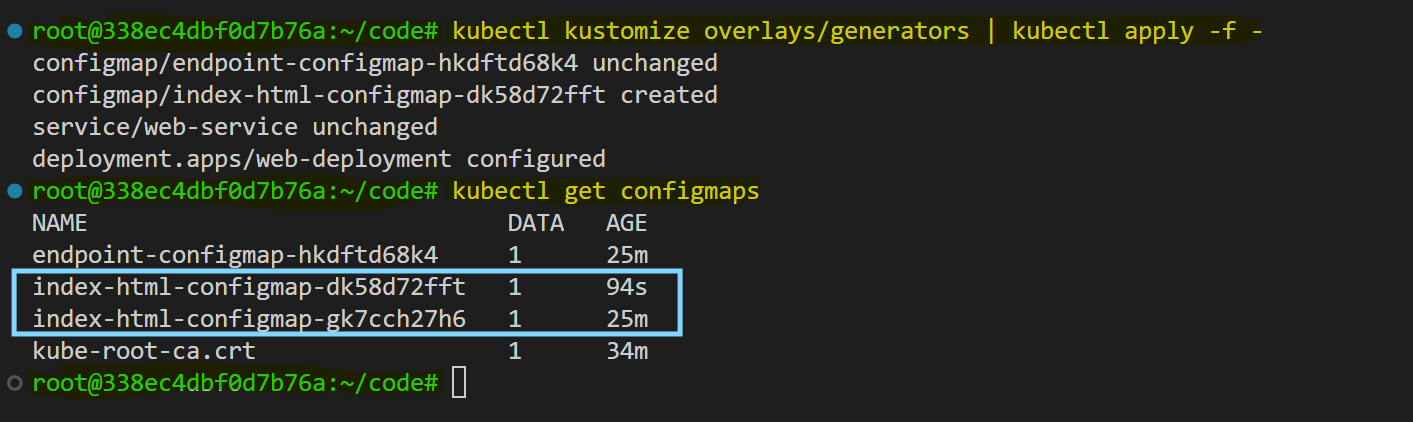 root@338ec4dbf0d7b76a:~/code# kubectl kustomize overlays/generators | kubectl apply -f -
configmap/endpoint-configmap-hkdftd68k4 unchanged
configmap/index-html-configmap-dk58d72fft created
service/web-service unchanged
deployment.apps/web-deployment configured
root@338ec4dbf0d7b76a:~/code# kubectl get configmaps
NAME DATA AGE
endpoint-configmap-hkdftd68k4 1 25m
index-html-configmap-dk58d72fft 1 94s
index-html-configmap-gk7cch27h6 1 25m
kube-root-ca.crt 1 34m
root@338ec4dbf0d7b76a:~/code#